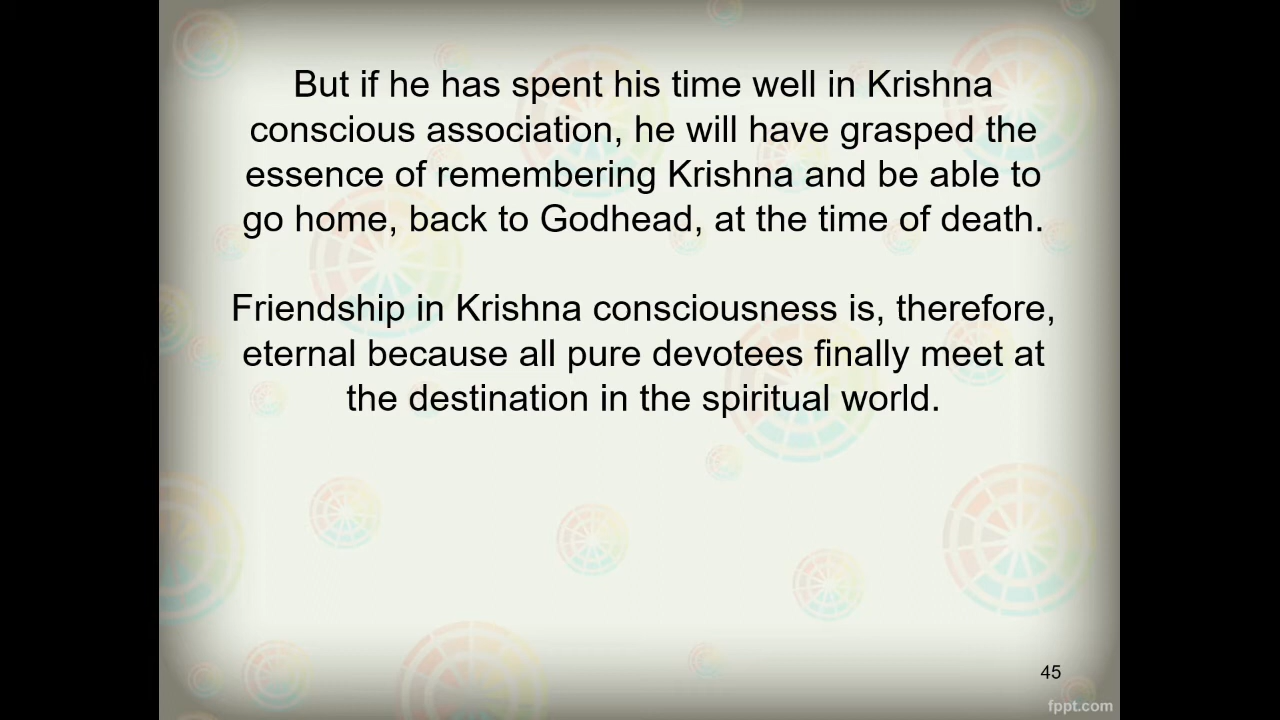 But if he has spent his time well in Krishna
conscious association, he will have grasped the
essence of remembering Krishna and be able to
go home, back to Godhead, at the time of death.
Friendship in Krishna consciousness is, therefore,
eternal because all pure devotees finally meet at
the destination in the spiritual world.
45
fppt.com